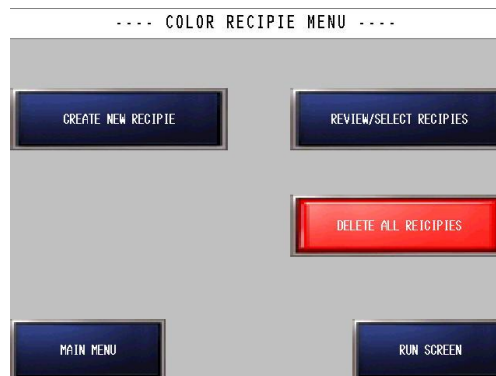 ---- COLOR RECIPIE MENU ----
CREATE NEW RECIPIE
REVIEW/SELECT RECIPIES
DELETE ALL REICIPIES
MAIN MENU
RUN SCREEN